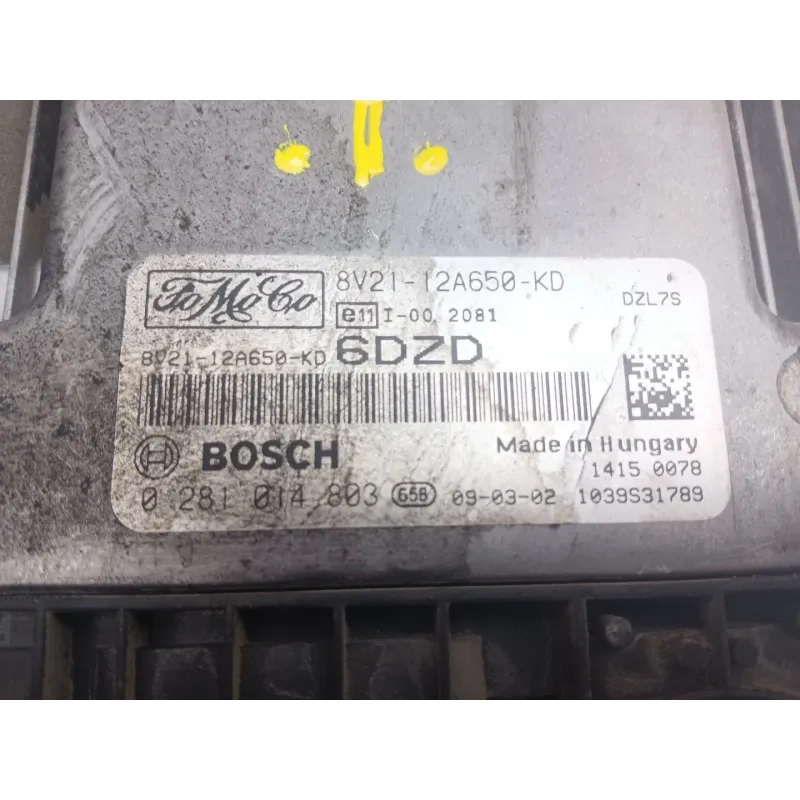 FoMoCo 8V21-12A650-KD DZL7S
e11 I-00, 2081
8V21-12A650-KD 6DZD
BOSCH Made in Hungary
1415 0078
0 281 014 803 G5B 09-03-02 1039S31789